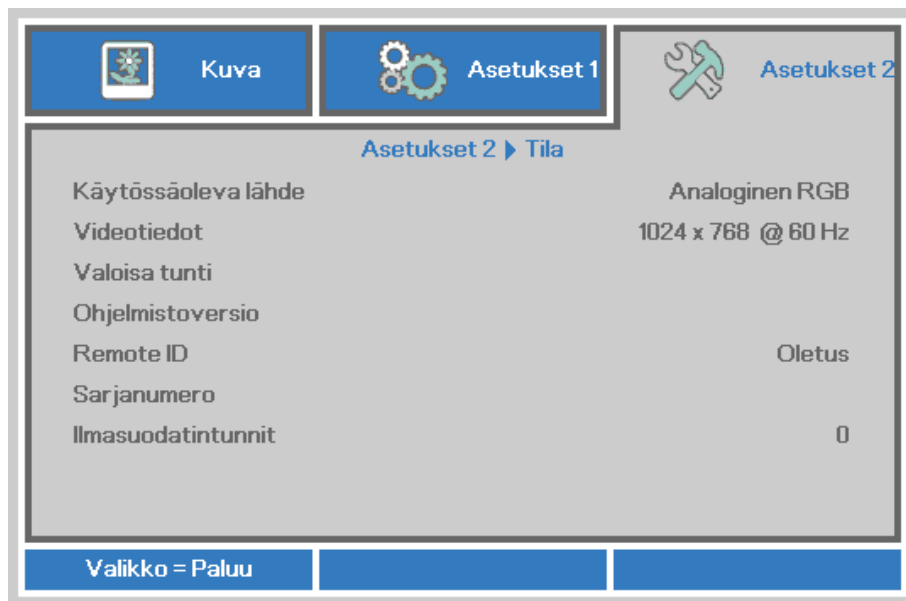 Kuva
Asetukset 1
Asetukset 2
Asetukset 2 ▶ Tila
Käytössäoleva lähde Analoginen RGB
Videotiedot 1024 x 768 @ 60 Hz
Valoisa tunti
Ohjelmistoversio
Remote ID Oletus
Sarjanumero
Ilmasuodatintunnit 0
Valikko = Paluu